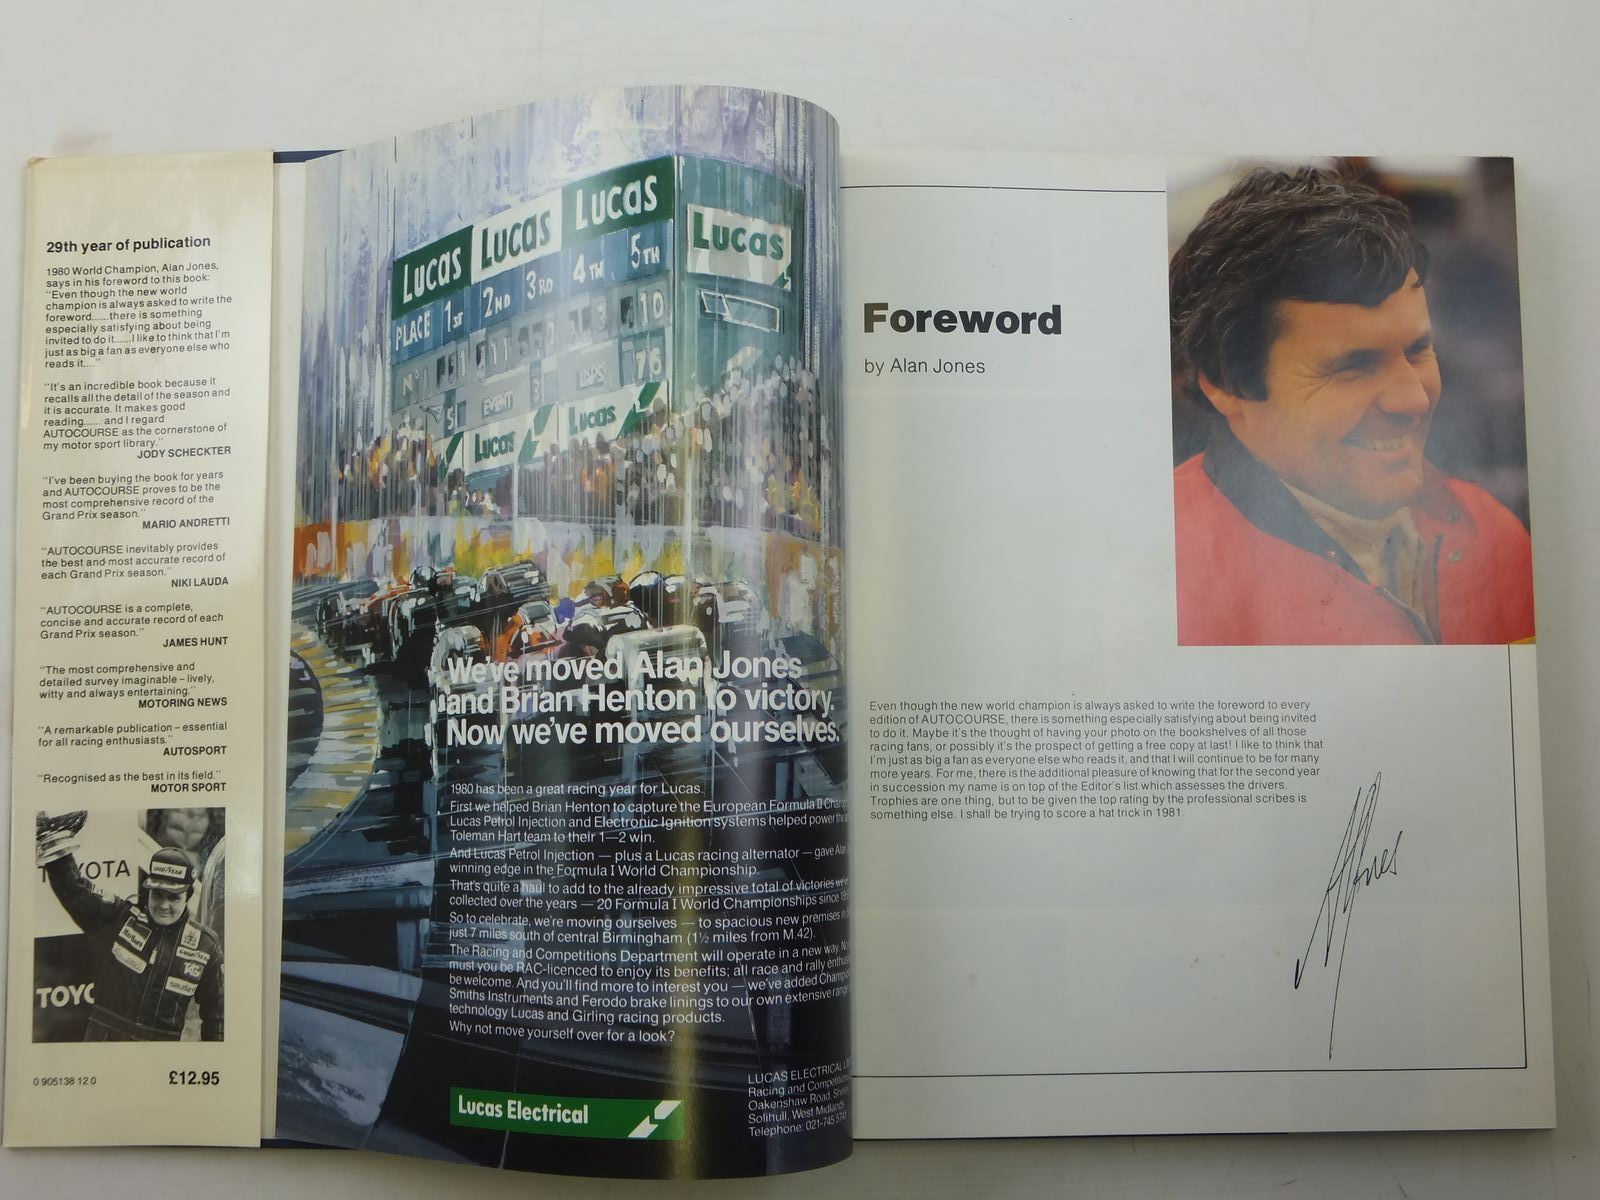 29th year of publication
1980 World Champion, Alan Jones,
says in his foreword to this book:
"Even though the new world
champion is always asked to write the
foreword......there is something
especially satisfying about being
invited to do it......I like to think that I'm
just as big a fan as everyone else who
reads it...."
"It's an incredible book because it
recalls all the detail of the season and
it is accurate. It makes good
reading...... and I regard
AUTOCOURSE as the cornerstone of
my motor sport library."
JODY SCHECKTER
"I've been buying the book for years
and AUTOCOURSE proves to be the
most comprehensive record of the
Grand Prix season."
MARIO ANDRETTI
"AUTOCOURSE inevitably provides
the best and most accurate record of
each Grand Prix season."
NIKI LAUDA
"AUTOCOURSE is a complete,
concise and accurate record of each
Grand Prix season."
JAMES HUNT
"The most comprehensive and
detailed survey imaginable – lively,
witty and always entertaining."
MOTORING NEWS
"A remarkable publication – essential
for all racing enthusiasts."
AUTOSPORT
"Recognised as the best in its field."
MOTOR SPORT
TOYOTA
GOODYEAR
Marlboro
TOYO
0 905138 12 0
£12.95
Lucas Lucas Lucas Lucas
PLACE 1st 2ND 3RD 4TH 5TH
10
No LAPS 76
5 EVENT
Lucas Lucas
We've moved Alan Jones
and Brian Henton to victory.
Now we've moved ourselves.
1980 has been a great racing year for Lucas.
First we helped Brian Henton to capture the European Formula II
Lucas Petrol Injection and Electronic Ignition systems helped power the
Toleman Hart team to their 1—2 win.
And Lucas Petrol Injection — plus a Lucas racing alternator — gave
winning edge in the Formula I World Championship.
That's quite a haul to add to the already impressive total of victories
collected over the years — 20 Formula I World Championships since
So to celebrate, we're moving ourselves — to spacious new premises in
just 7 miles south of central Birmingham (1½ miles from M.42).
The Racing and Competitions Department will operate in a new way.
must you be RAC-licenced to enjoy its benefits; all race and rally
be welcome. And you'll find more to interest you — we've added
Smiths Instruments and Ferodo brake linings to our own extensive range
technology Lucas and Girling racing products.
Why not move yourself over for a look?
Lucas Electrical
LUCAS ELECTRICAL
Racing and
Oakenshaw Road,
Solihull, West Midlands
Telephone: 021-745
Foreword
by Alan Jones
Even though the new world champion is always asked to write the foreword to every
edition of AUTOCOURSE, there is something especially satisfying about being invited
to do it. Maybe it's the thought of having your photo on the bookshelves of all those
racing fans, or possibly it's the prospect of getting a free copy at last! I like to think that
I'm just as big a fan as everyone else who reads it, and that I will continue to be for many
more years. For me, there is the additional pleasure of knowing that for the second year
in succession my name is on top of the Editor's list which assesses the drivers.
Trophies are one thing, but to be given the top rating by the professional scribes is
something else. I shall be trying to score a hat trick in 1981.
AJones